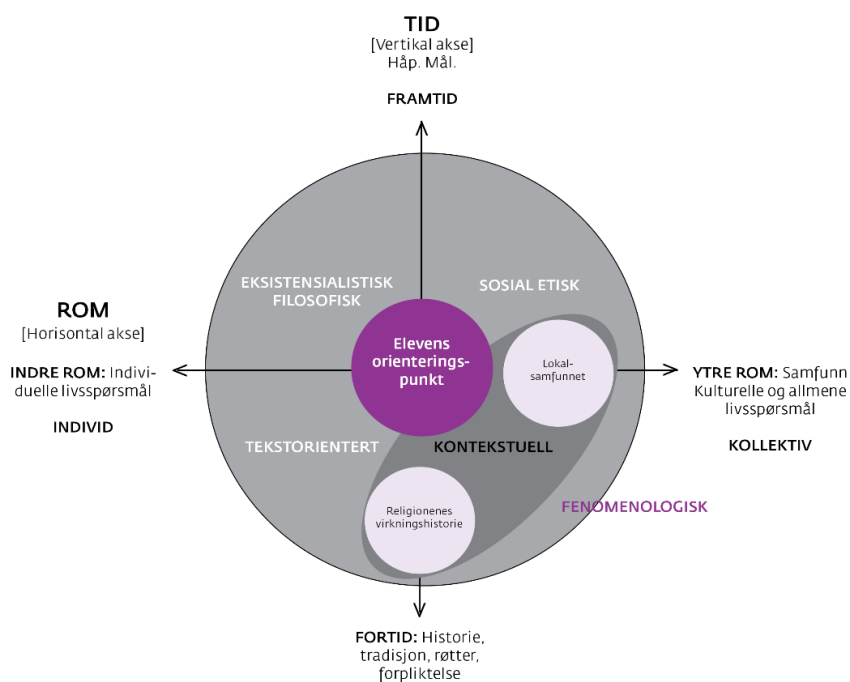 TID
[Vertikal akse]
Håp. Mål.
FRAMTID
EKSISTENSIALISTISK
FILOSOFISK
SOSIAL ETISK
ROM
[Horisontal akse]
INDRE ROM: Indivi-
duelle livsspørsmål
INDIVID
Elevens
orienterings-
punkt
Lokal-
samfunnet
YTRE ROM: Samfunn
Kulturelle og allmene
livsspørsmål
KOLLEKTIV
TEKSTORIENTERT
KONTEKSTUELL
Religionenes
virkningshistorie
FENOMENOLOGISK
FORTID: Historie,
tradisjon, røtter,
forpliktelse